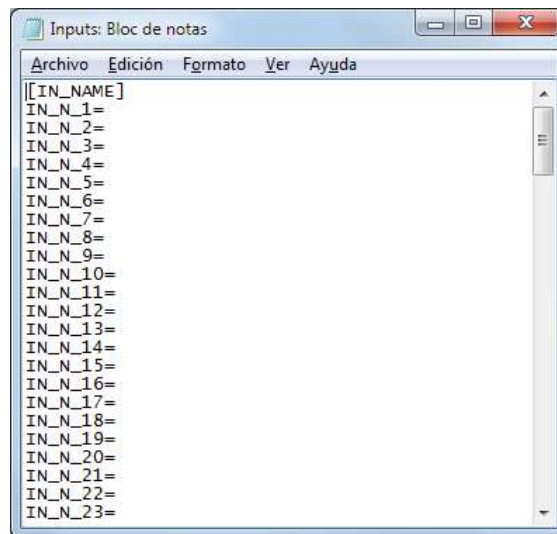 Inputs: Bloc de notas
Archivo Edición Formato Ver Ayuda
[IN_NAME]
IN_N_1=
IN_N_2=
IN_N_3=
IN_N_4=
IN_N_5=
IN_N_6=
IN_N_7=
IN_N_8=
IN_N_9=
IN_N_10=
IN_N_11=
IN_N_12=
IN_N_13=
IN_N_14=
IN_N_15=
IN_N_16=
IN_N_17=
IN_N_18=
IN_N_19=
IN_N_20=
IN_N_21=
IN_N_22=
IN_N_23=